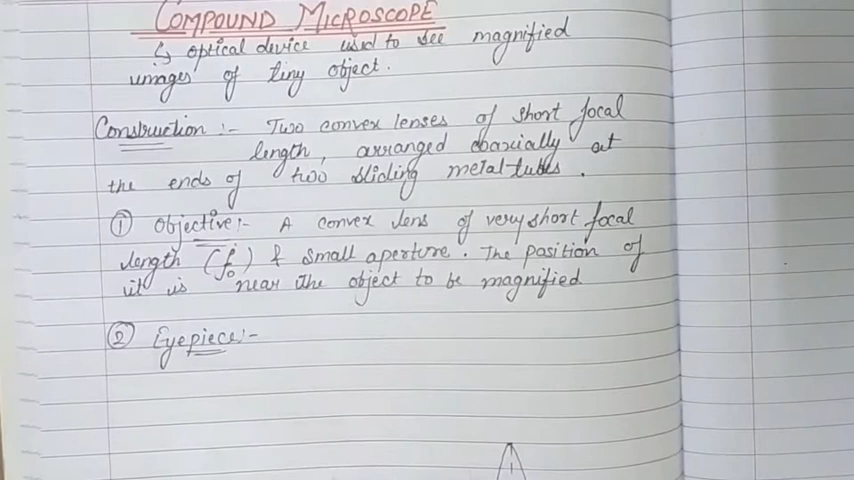 COMPOUND MICROSCOPE
↳ optical device used to see magnified
images of tiny object.
Construction :- Two convex lenses of short focal
length, arranged coaxially at
the ends of two sliding metal tubes.
① Objective:- A convex lens of very short focal
length (fo) & small aperture. The position of
it is near the object to be magnified
② Eyepiece:-